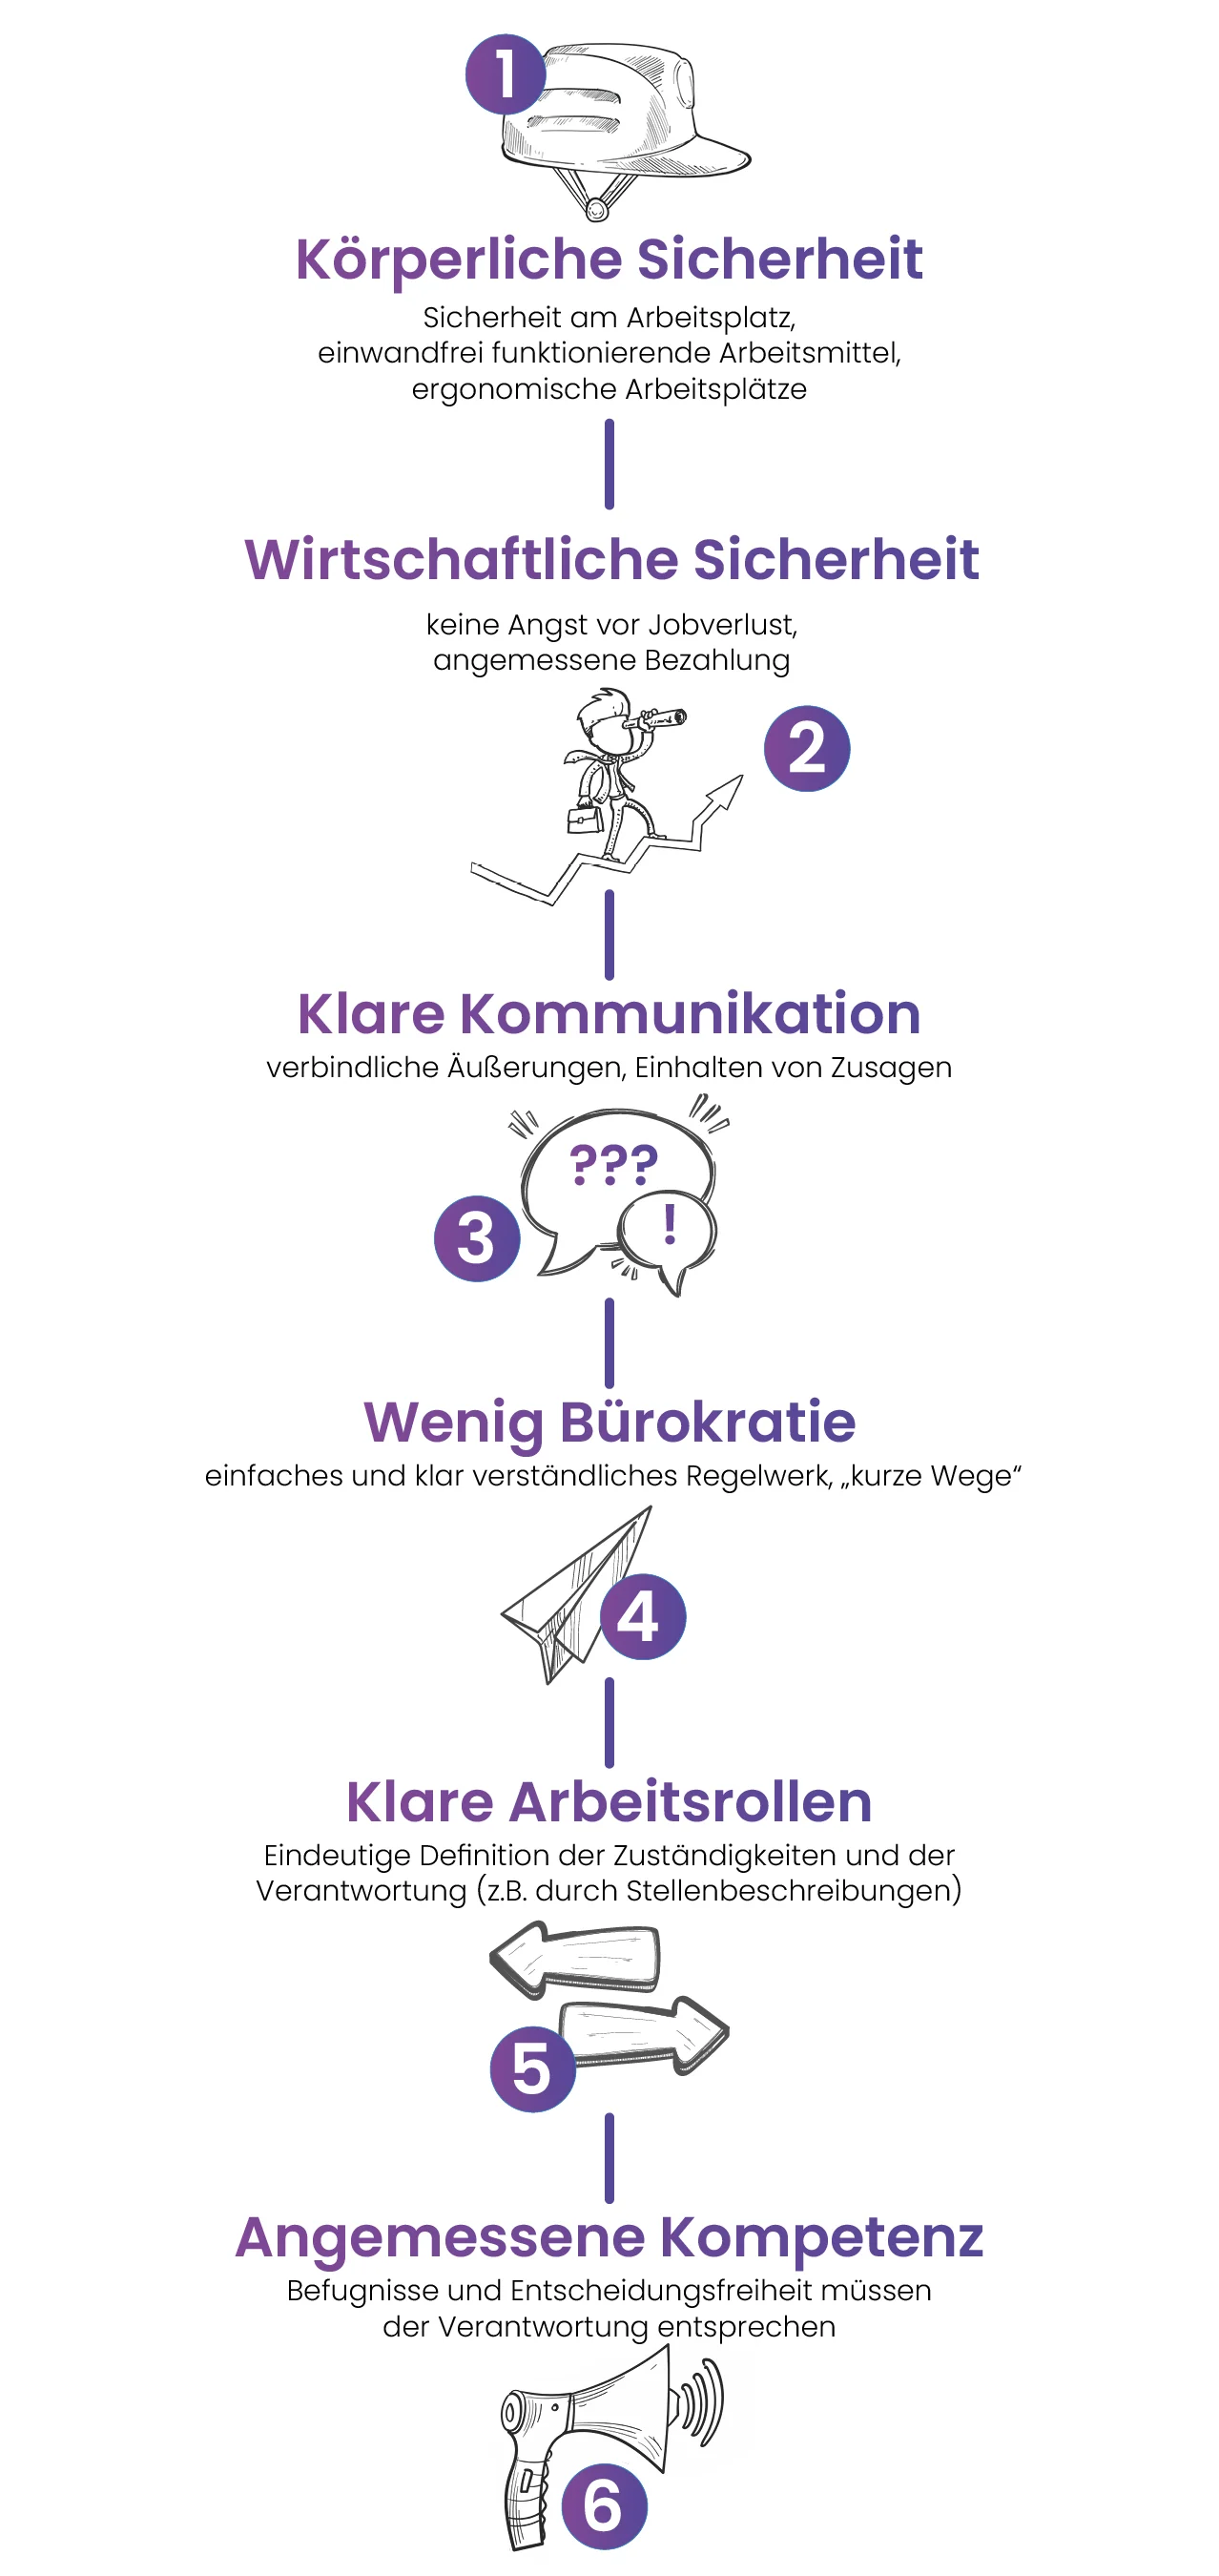 1
Körperliche Sicherheit
Sicherheit am Arbeitsplatz,
einwandfrei funktionierende Arbeitsmittel,
ergonomische Arbeitsplätze
Wirtschaftliche Sicherheit
keine Angst vor Jobverlust,
angemessene Bezahlung
2
Klare Kommunikation
verbindliche Äußerungen, Einhalten von Zusagen
???
!
3
Wenig Bürokratie
einfaches und klar verständliches Regelwerk, „kurze Wege“
4
Klare Arbeitsrollen
Eindeutige Definition der Zuständigkeiten und der
Verantwortung (z.B. durch Stellenbeschreibungen)
5
Angemessene Kompetenz
Befugnisse und Entscheidungsfreiheit müssen
der Verantwortung entsprechen
6